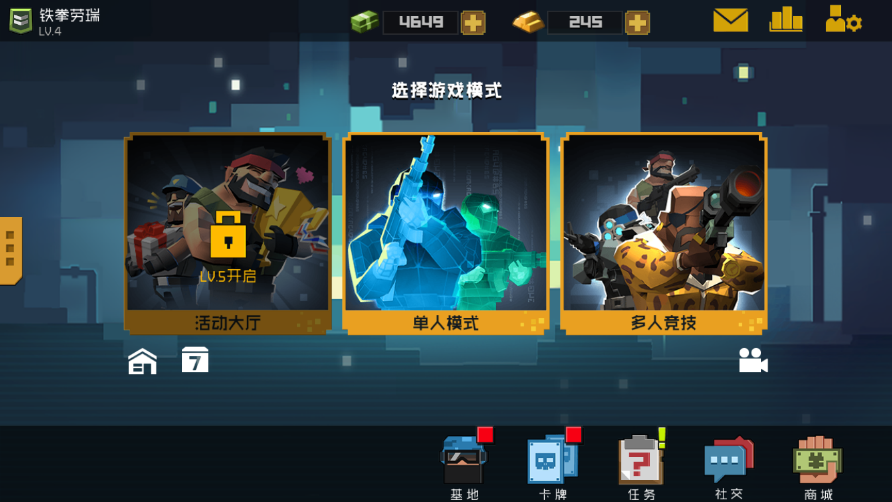 铁拳劳瑞
LV.4
4649
245
选择游戏模式
LV.5开启
活动大厅
单人模式
多人竞技
7
基地
卡牌
任务
社交
商城